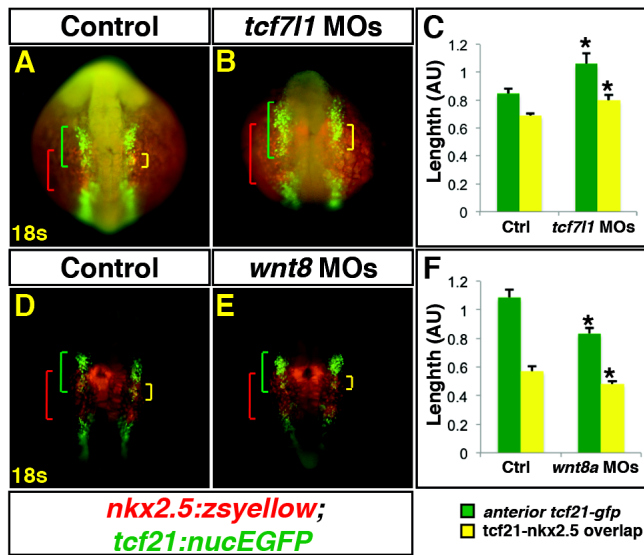 Control
tcf7l1 MOs
A
B
18s
C
Lenghth (AU)
1.2
1
0.8
0.6
0.4
0.2
0
*
*
Ctrl
tcf7l1 MOs
Control
wnt8 MOs
D
E
18s
F
Lenghth (AU)
1.2
1
0.8
0.6
0.4
0.2
0
*
*
Ctrl
wnt8a MOs
nkx2.5:zsyellow;
tcf21:nucEGFP
anterior tcf21-gfp
tcf21-nkx2.5 overlap